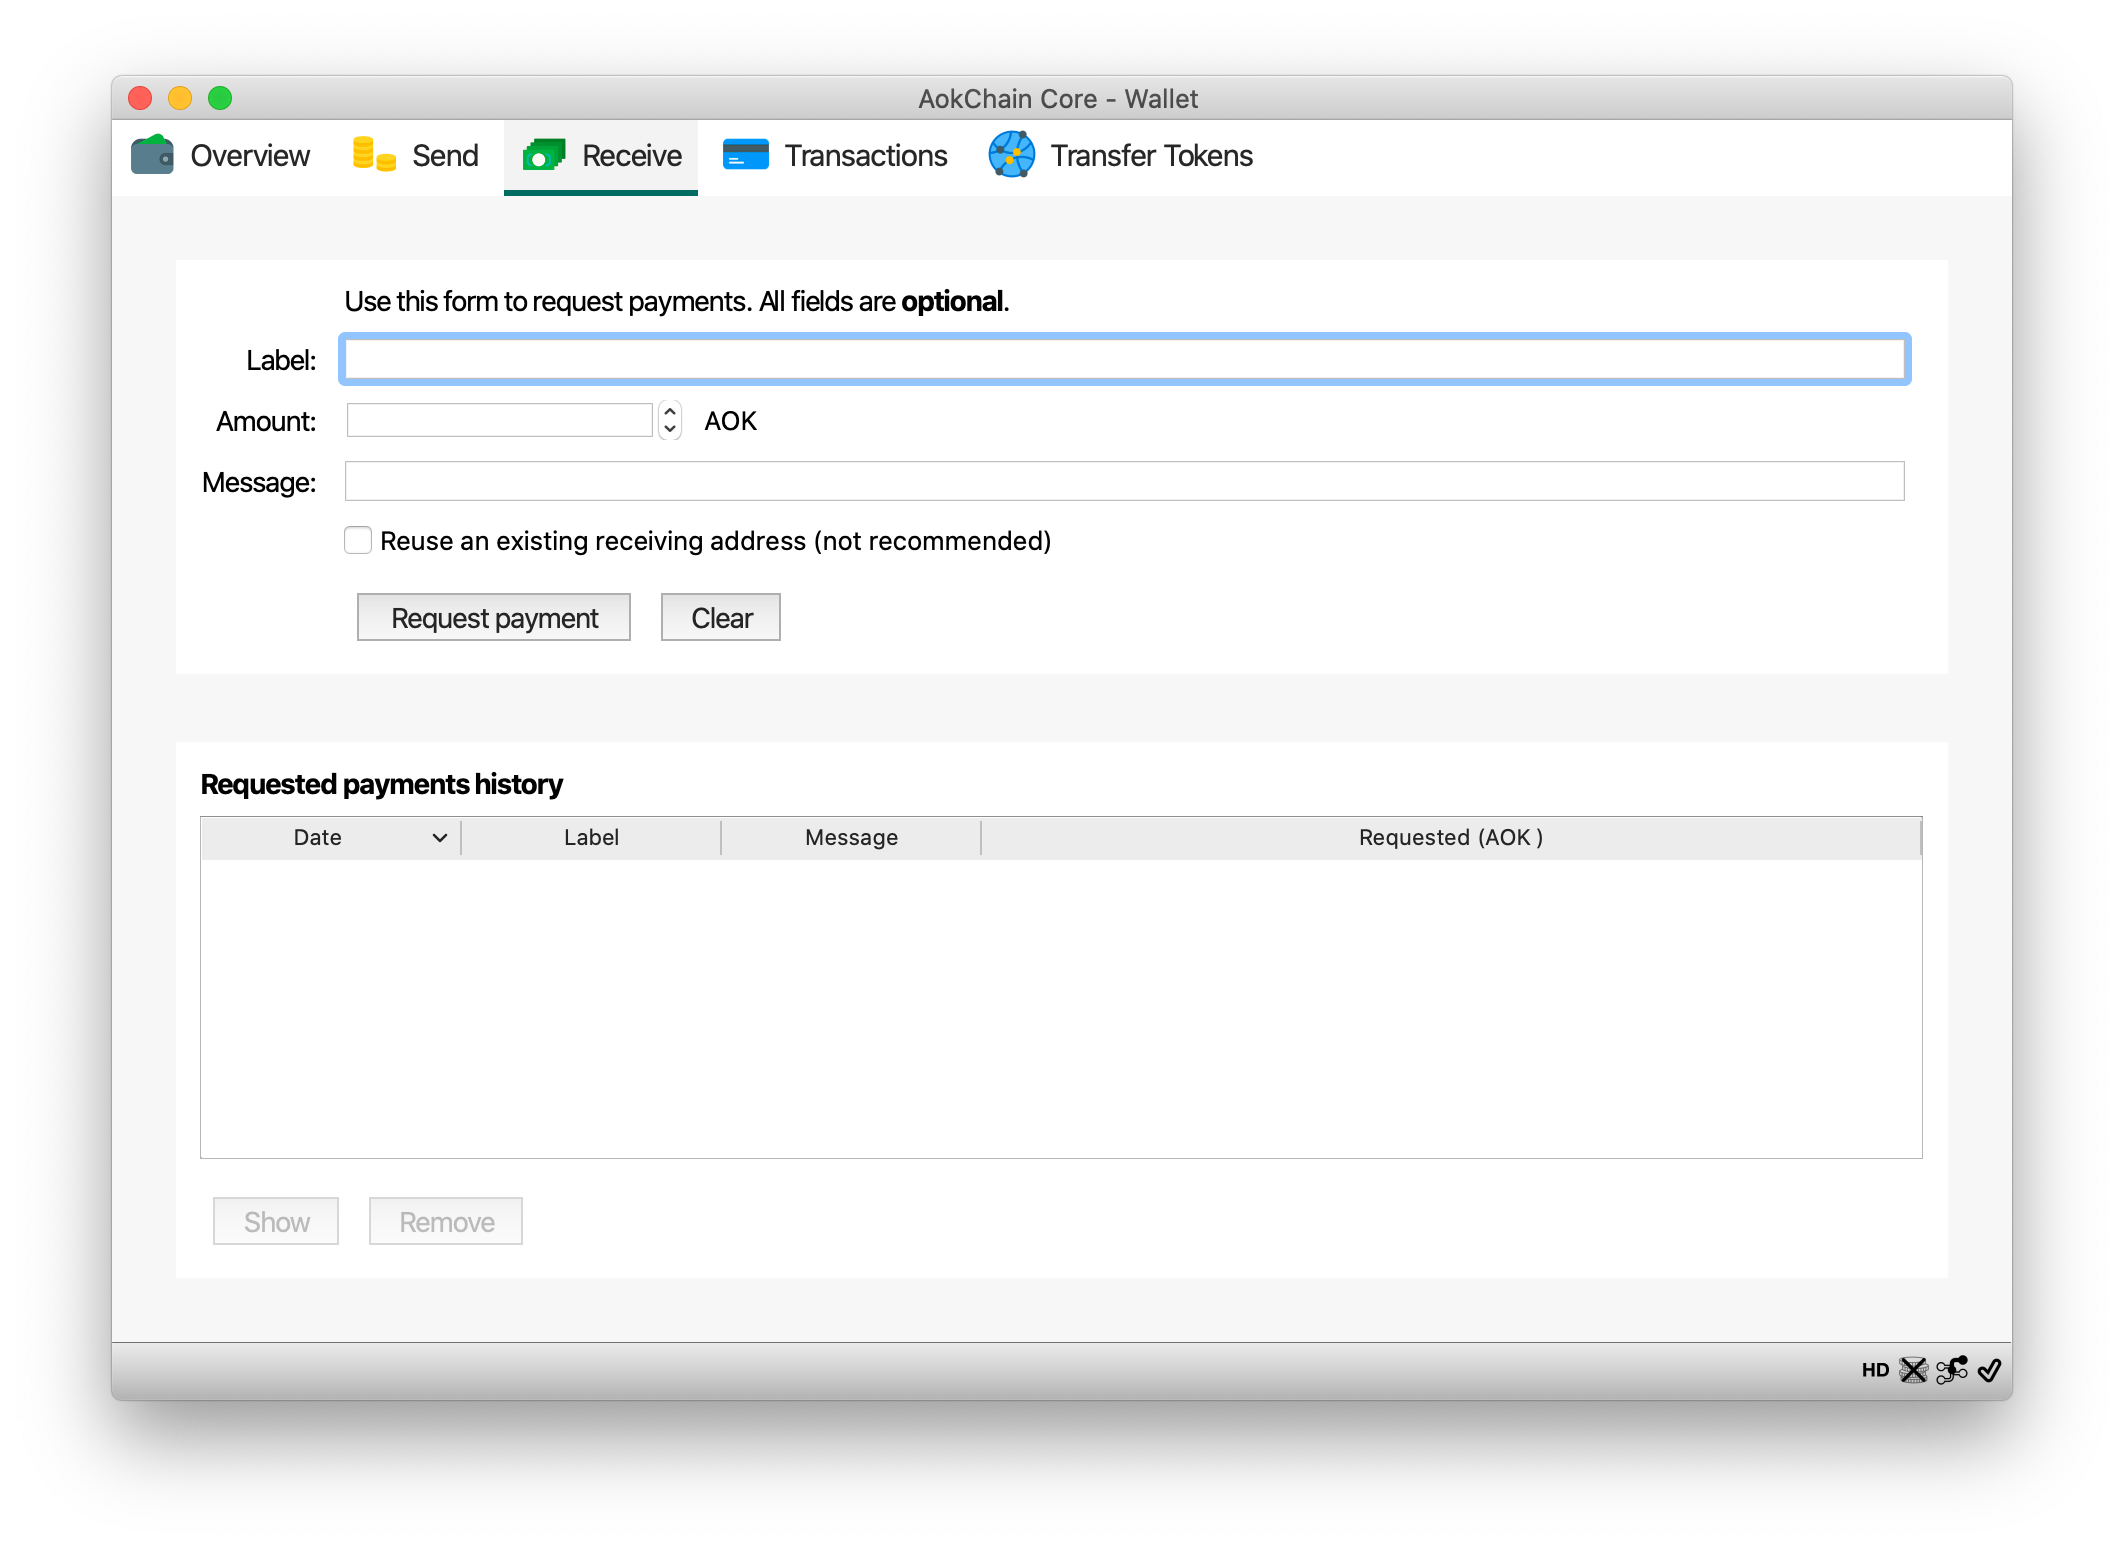 AokChain Core - Wallet
Overview Send Receive Transactions Transfer Tokens
Use this form to request payments. All fields are optional.
Label:
Amount: AOK
Message:
Reuse an existing receiving address (not recommended)
Request payment Clear
Requested payments history
Date Label Message Requested (AOK )
Show Remove
HD